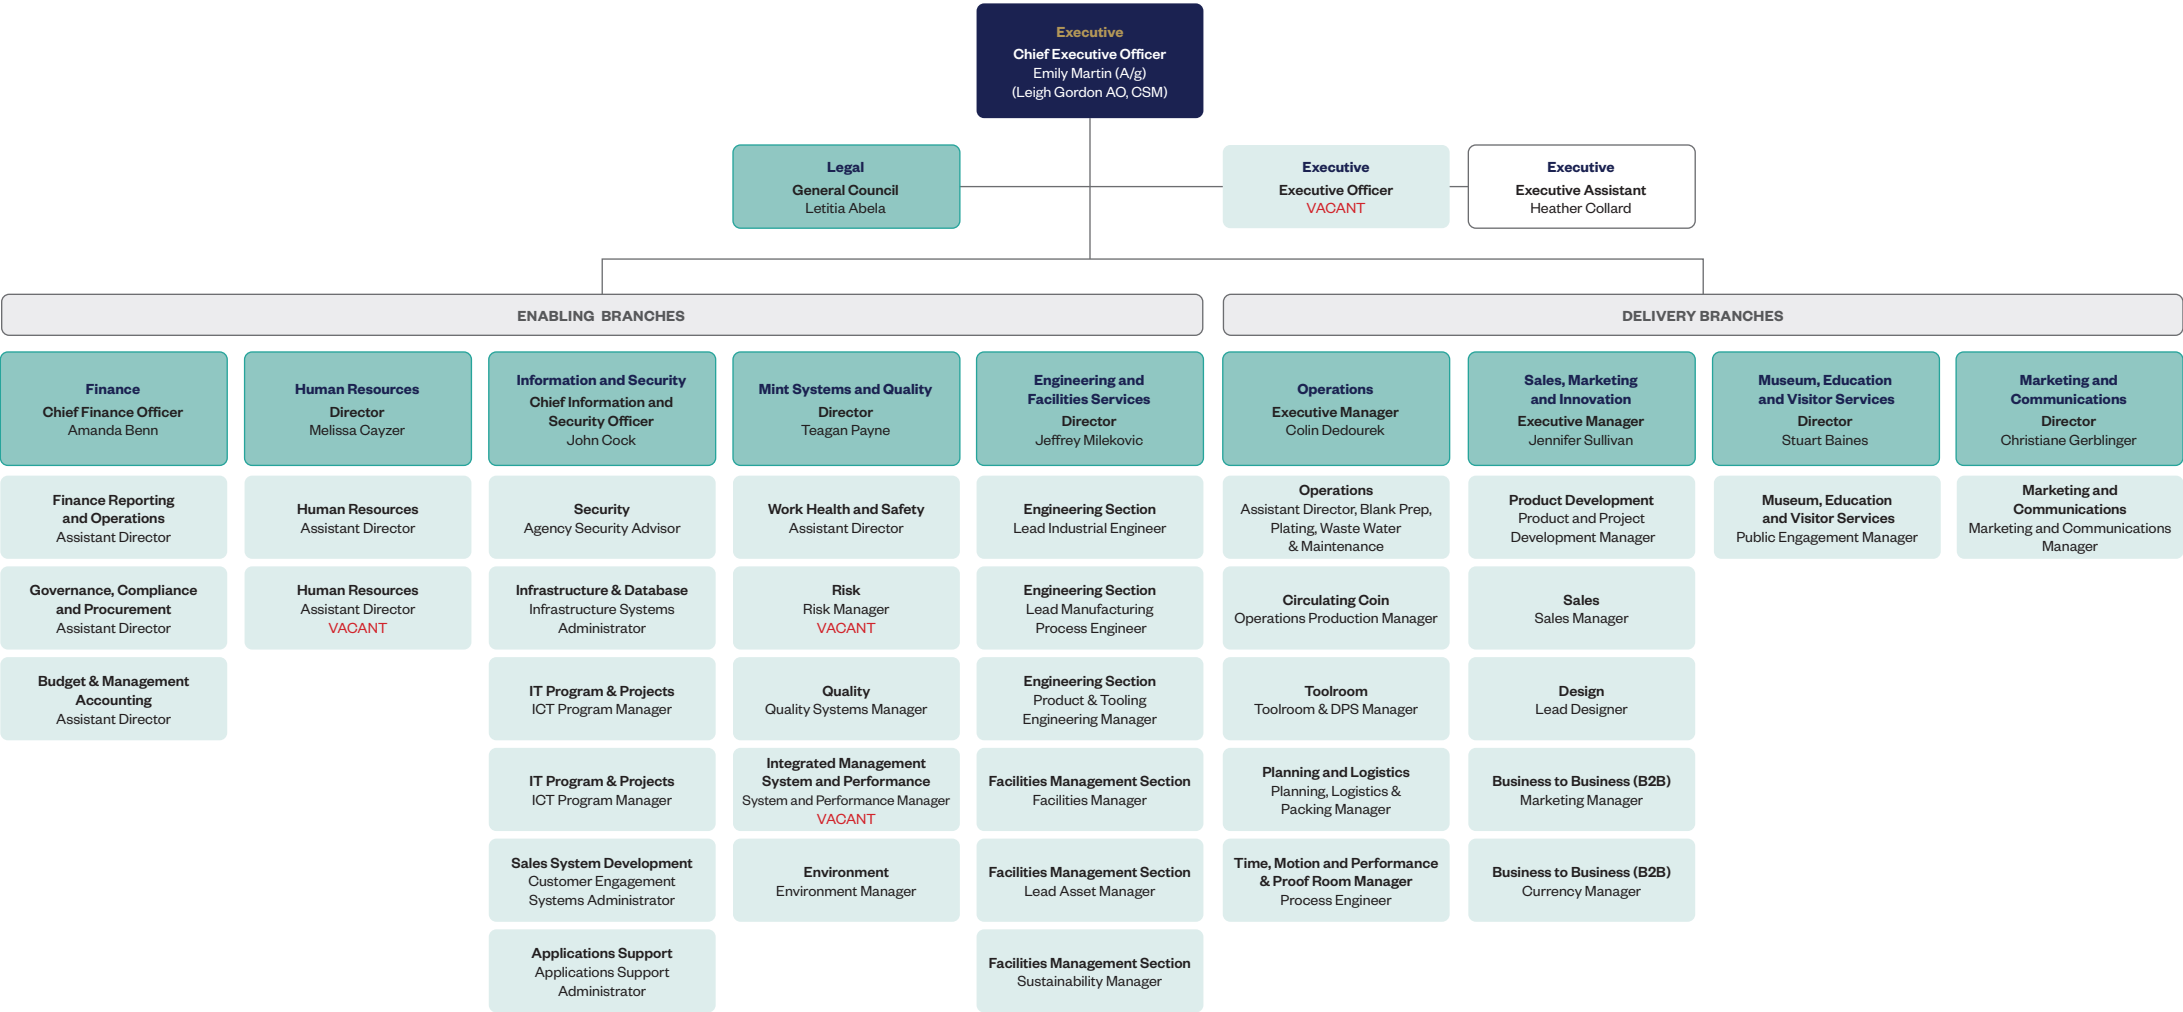 Executive
Chief Executive Officer
Emily Martin (A/g)
(Leigh Gordon AO, CSM)
Legal
General Council
Letitia Abela
Executive
Executive Officer
VACANT
Executive
Executive Assistant
Heather Collard
ENABLING BRANCHES
DELIVERY BRANCHES
Finance
Chief Finance Officer
Amanda Benn
Human Resources
Director
Melissa Cayzer
Information and Security
Chief Information and
Security Officer
John Cock
Mint Systems and Quality
Director
Teagan Payne
Engineering and
Facilities Services
Director
Jeffrey Milekovic
Operations
Executive Manager
Colin Dedourek
Sales, Marketing
and Innovation
Executive Manager
Jennifer Sullivan
Museum, Education
and Visitor Services
Director
Stuart Baines
Marketing and
Communications
Director
Christiane Gerblinger
Finance Reporting
and Operations
Assistant Director
Human Resources
Assistant Director
Security
Agency Security Advisor
Work Health and Safety
Assistant Director
Engineering Section
Lead Industrial Engineer
Operations
Assistant Director, Blank Prep,
Plating, Waste Water
& Maintenance
Product Development
Product and Project
Development Manager
Museum, Education
and Visitor Services
Public Engagement Manager
Marketing and
Communications
Marketing and Communications
Manager
Governance, Compliance
and Procurement
Assistant Director
Human Resources
Assistant Director
VACANT
Infrastructure & Database
Infrastructure Systems
Administrator
Risk
Risk Manager
VACANT
Engineering Section
Lead Manufacturing
Process Engineer
Circulating Coin
Operations Production Manager
Sales
Sales Manager
Budget & Management
Accounting
Assistant Director
IT Program & Projects
ICT Program Manager
Quality
Quality Systems Manager
Engineering Section
Product & Tooling
Engineering Manager
Toolroom
Toolroom & DPS Manager
Design
Lead Designer
IT Program & Projects
ICT Program Manager
Integrated Management
System and Performance
System and Performance Manager
VACANT
Facilities Management Section
Facilities Manager
Planning and Logistics
Planning, Logistics &
Packing Manager
Business to Business (B2B)
Marketing Manager
Sales System Development
Customer Engagement
Systems Administrator
Environment
Environment Manager
Facilities Management Section
Lead Asset Manager
Time, Motion and Performance
& Proof Room Manager
Process Engineer
Business to Business (B2B)
Currency Manager
Applications Support
Applications Support
Administrator
Facilities Management Section
Sustainability Manager